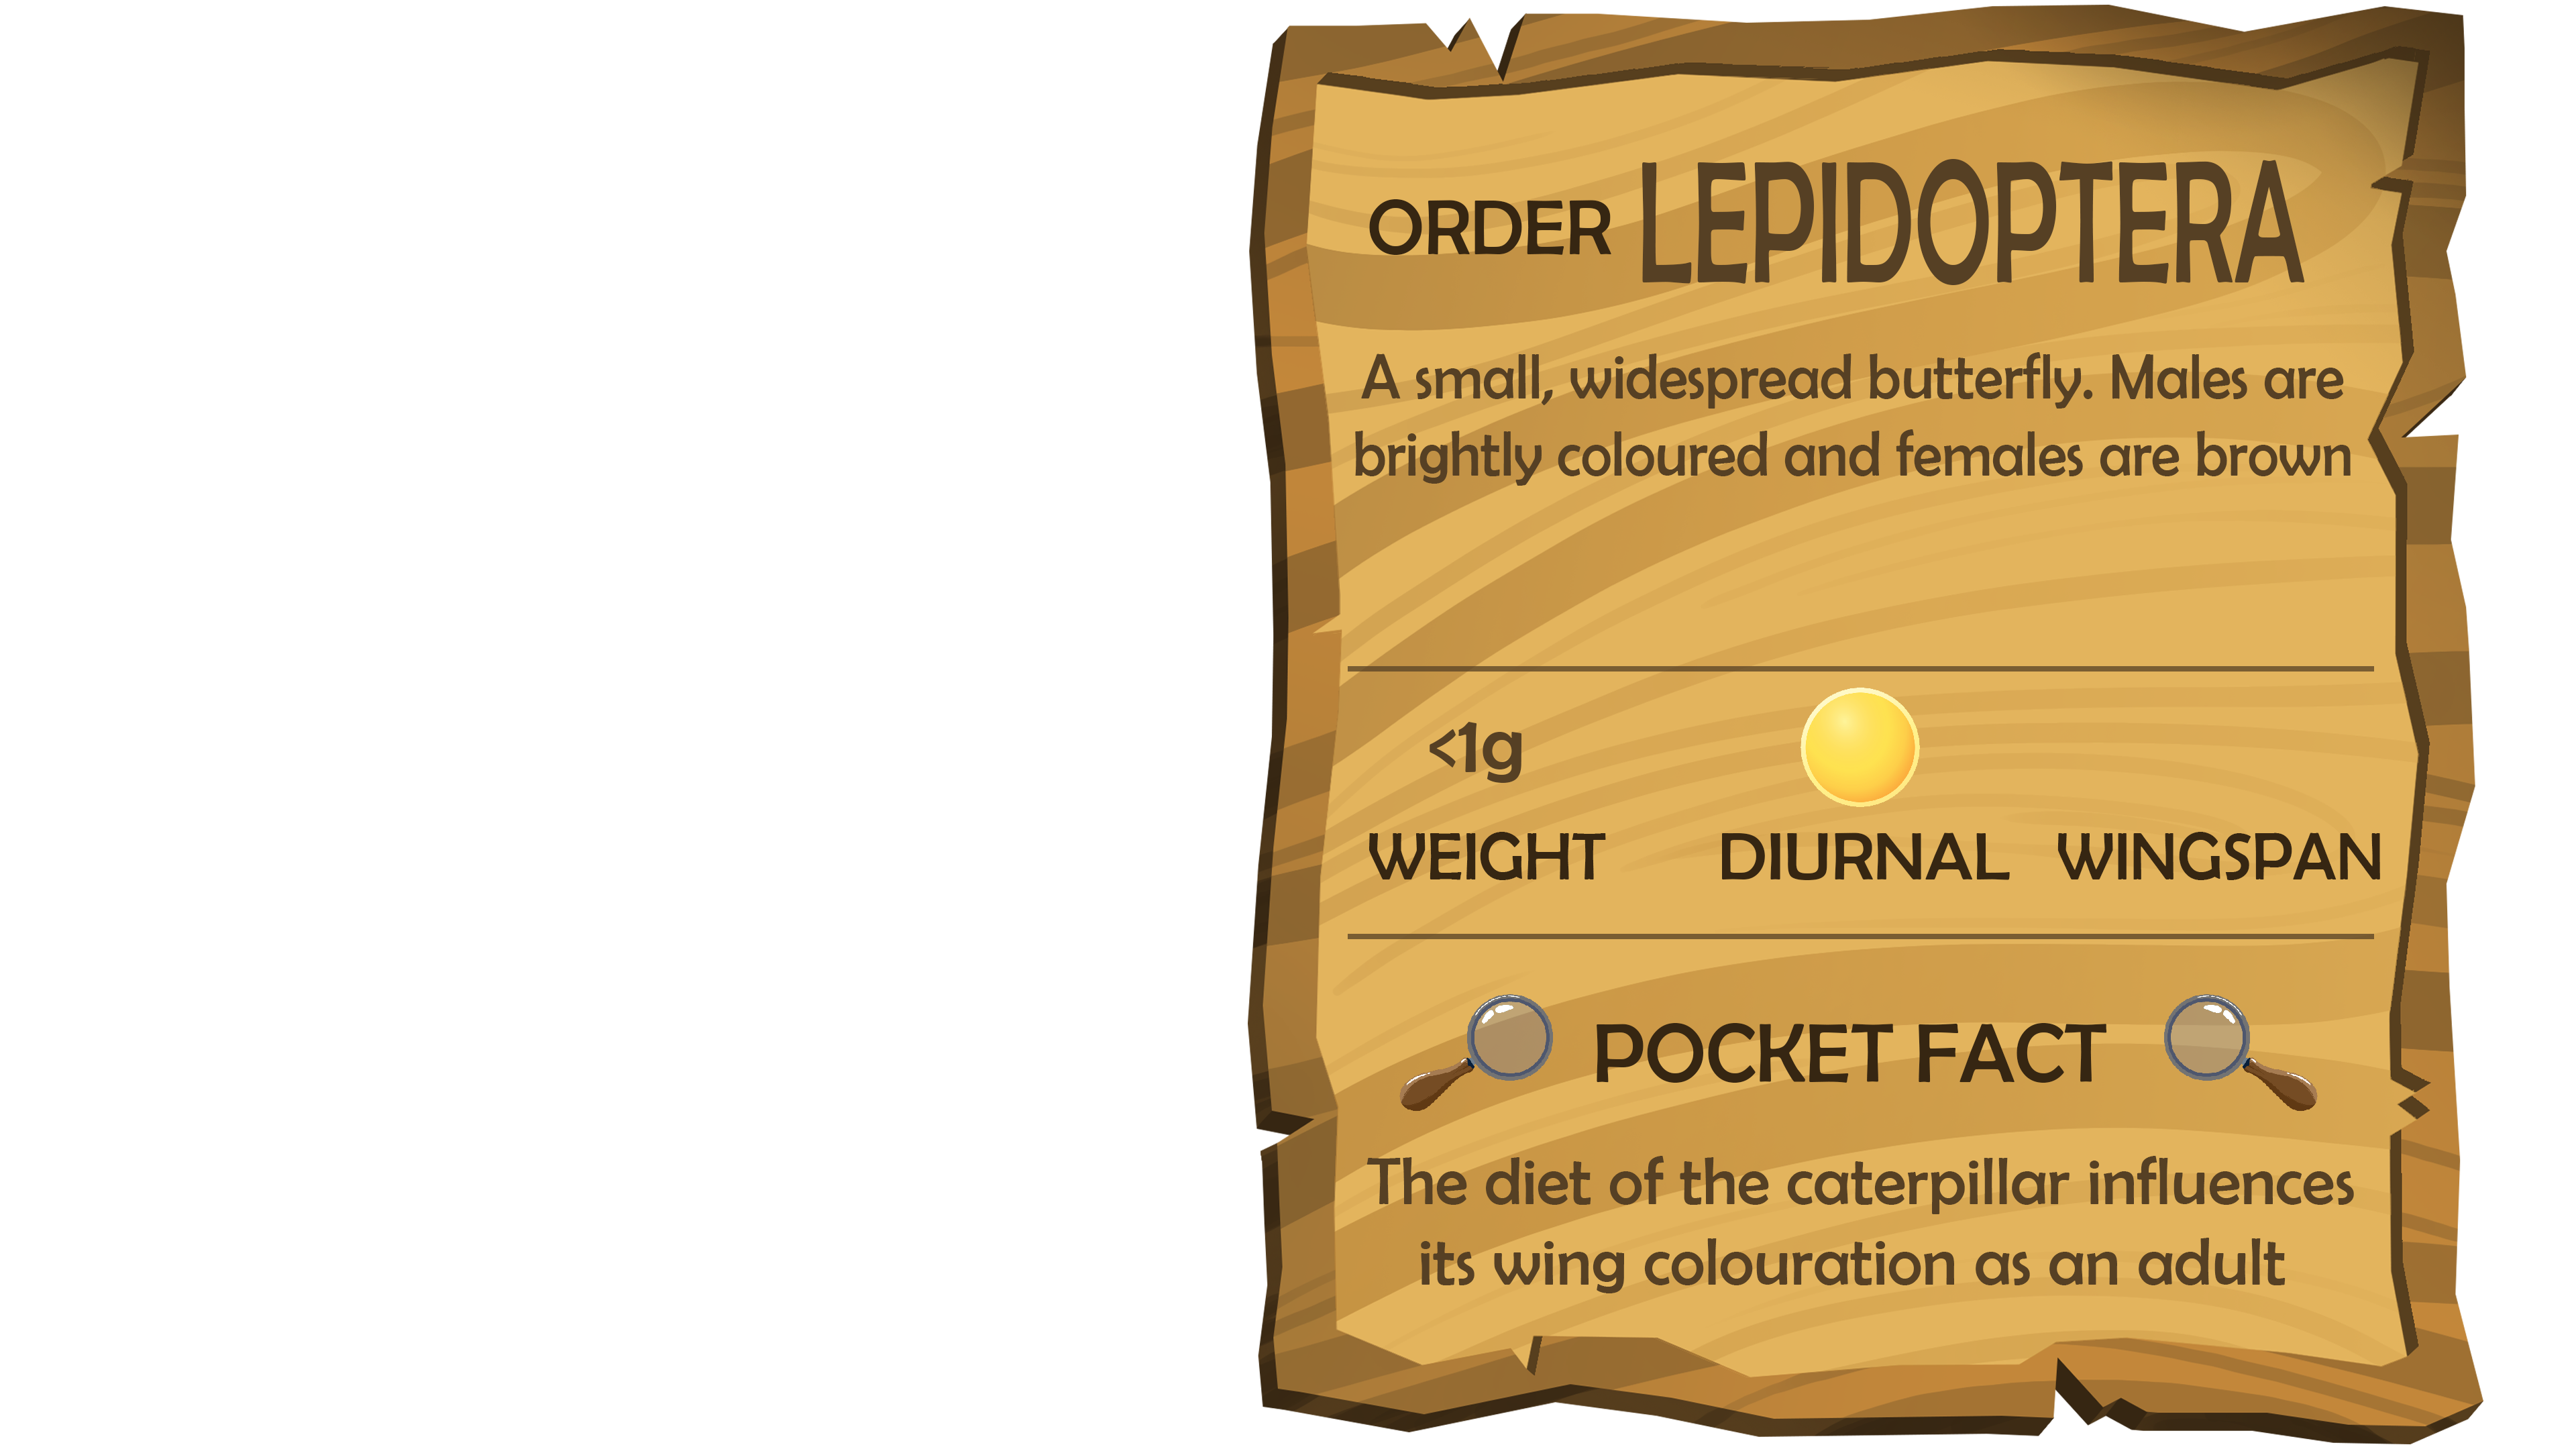 ORDER LEPIDOPTERA
A small, widespread butterfly. Males are
brightly coloured and females are brown
<1g
WEIGHT DIURNAL WINGSPAN
POCKET FACT
The diet of the caterpillar influences
its wing colouration as an adult